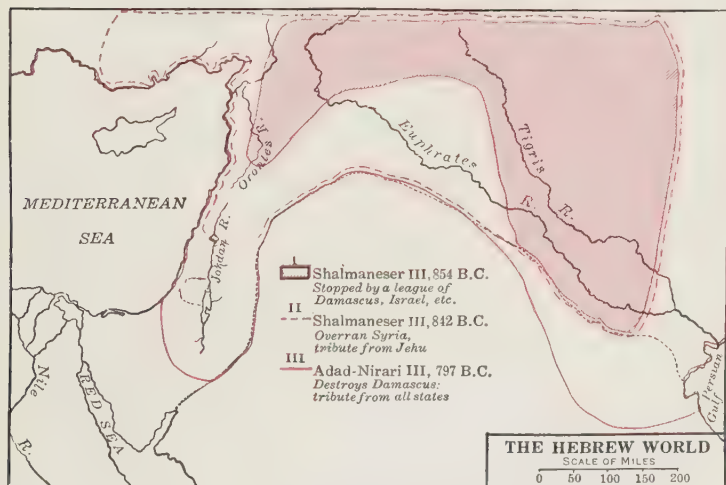 Orontes R.
Euphrates R.
Tigris R.
MEDITERRANEAN
SEA
Jordan R.
I
Shalmaneser III, 854 B.C.
Stopped by a league of
Damascus, Israel, etc.
II
Shalmaneser III, 842 B.C.
Overran Syria,
tribute from Jehu
III
Adad-Nirari III, 797 B.C.
Destroys Damascus:
tribute from all states
Nile R.
RED SEA
Persian
Gulf
THE HEBREW WORLD
SCALE OF MILES
0 50 100 150 200